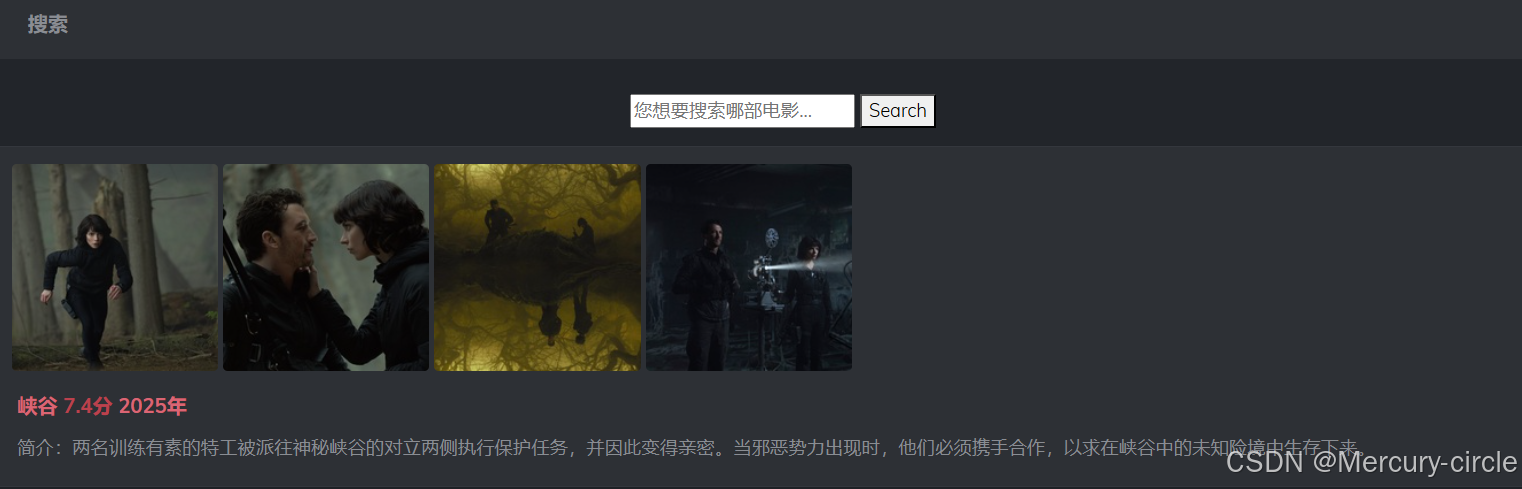 搜索
您想要搜索哪部电影... Search
峡谷 7.4分 2025年
简介：两名训练有素的特工被派往神秘峡谷的对立两侧执行保护任务，并因此变得亲密。当邪恶势力出现时，他们必须携手合作，以求在峡谷中的未知险境中生存下来。
CSDN @Mercury-circle